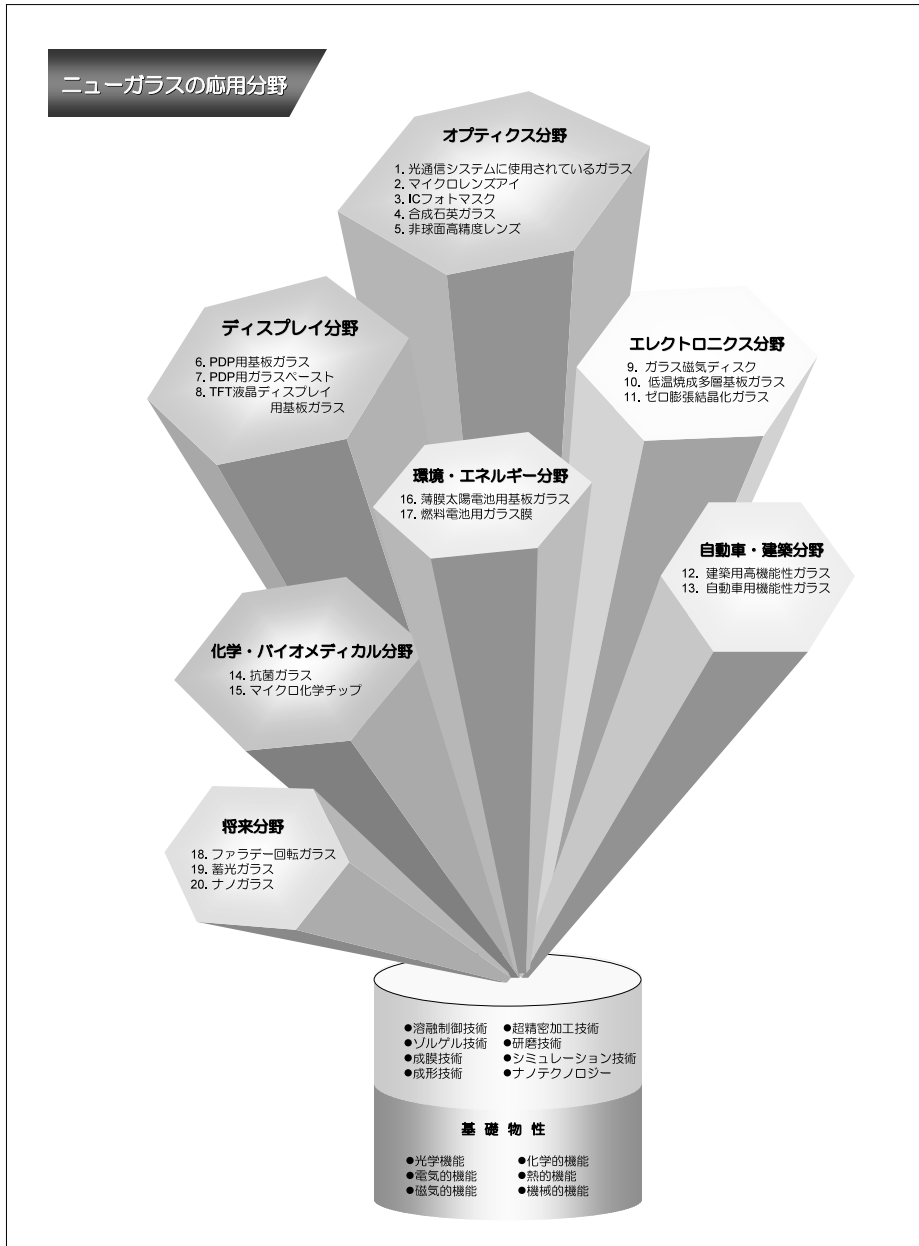 ニューガラスの応用分野
オプティクス分野
1. 光通信システムに使用されているガラス
2. マイクロレンズアイ
3. ICフォトマスク
4. 合成石英ガラス
5. 非球面高精度レンズ
ディスプレイ分野
6. PDP用基板ガラス
7. PDP用ガラスペースト
8. TFT液晶ディスプレイ
用基板ガラス
エレクトロニクス分野
9. ガラス磁気ディスク
10. 低温焼成多層基板ガラス
11. ゼロ膨張結晶化ガラス
環境・エネルギー分野
16. 薄膜太陽電池用基板ガラス
17. 燃料電池用ガラス膜
自動車・建築分野
12. 建築用高機能性ガラス
13. 自動車用機能性ガラス
化学・バイオメディカル分野
14. 抗菌ガラス
15. マイクロ化学チップ
将来分野
18. ファラデー回転ガラス
19. 蓄光ガラス
20. ナノガラス
●溶融制御技術 ●超精密加工技術
●ゾルゲル技術 ●研磨技術
●成膜技術 ●シミュレーション技術
●成形技術 ●ナノテクノロジー
基礎物性
●光学機能 ●化学的機能
●電気的機能 ●熱的機能
●磁気的機能 ●機械的機能